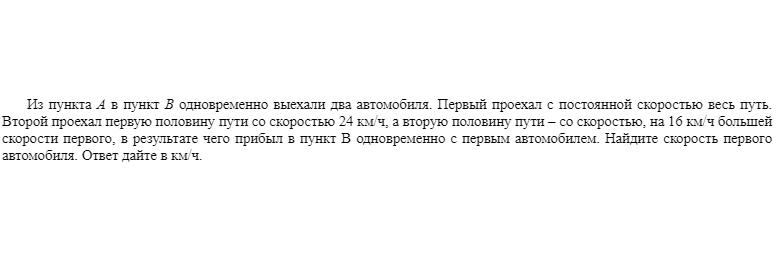 Из пункта A в пункт B одновременно выехали два автомобиля. Первый проехал с постоянной скоростью весь путь.
Второй проехал первую половину пути со скоростью 24 км/ч, а вторую половину пути – со скоростью, на 16 км/ч большей
скорости первого, в результате чего прибыл в пункт В одновременно с первым автомобилем. Найдите скорость первого
автомобиля. Ответ дайте в км/ч.